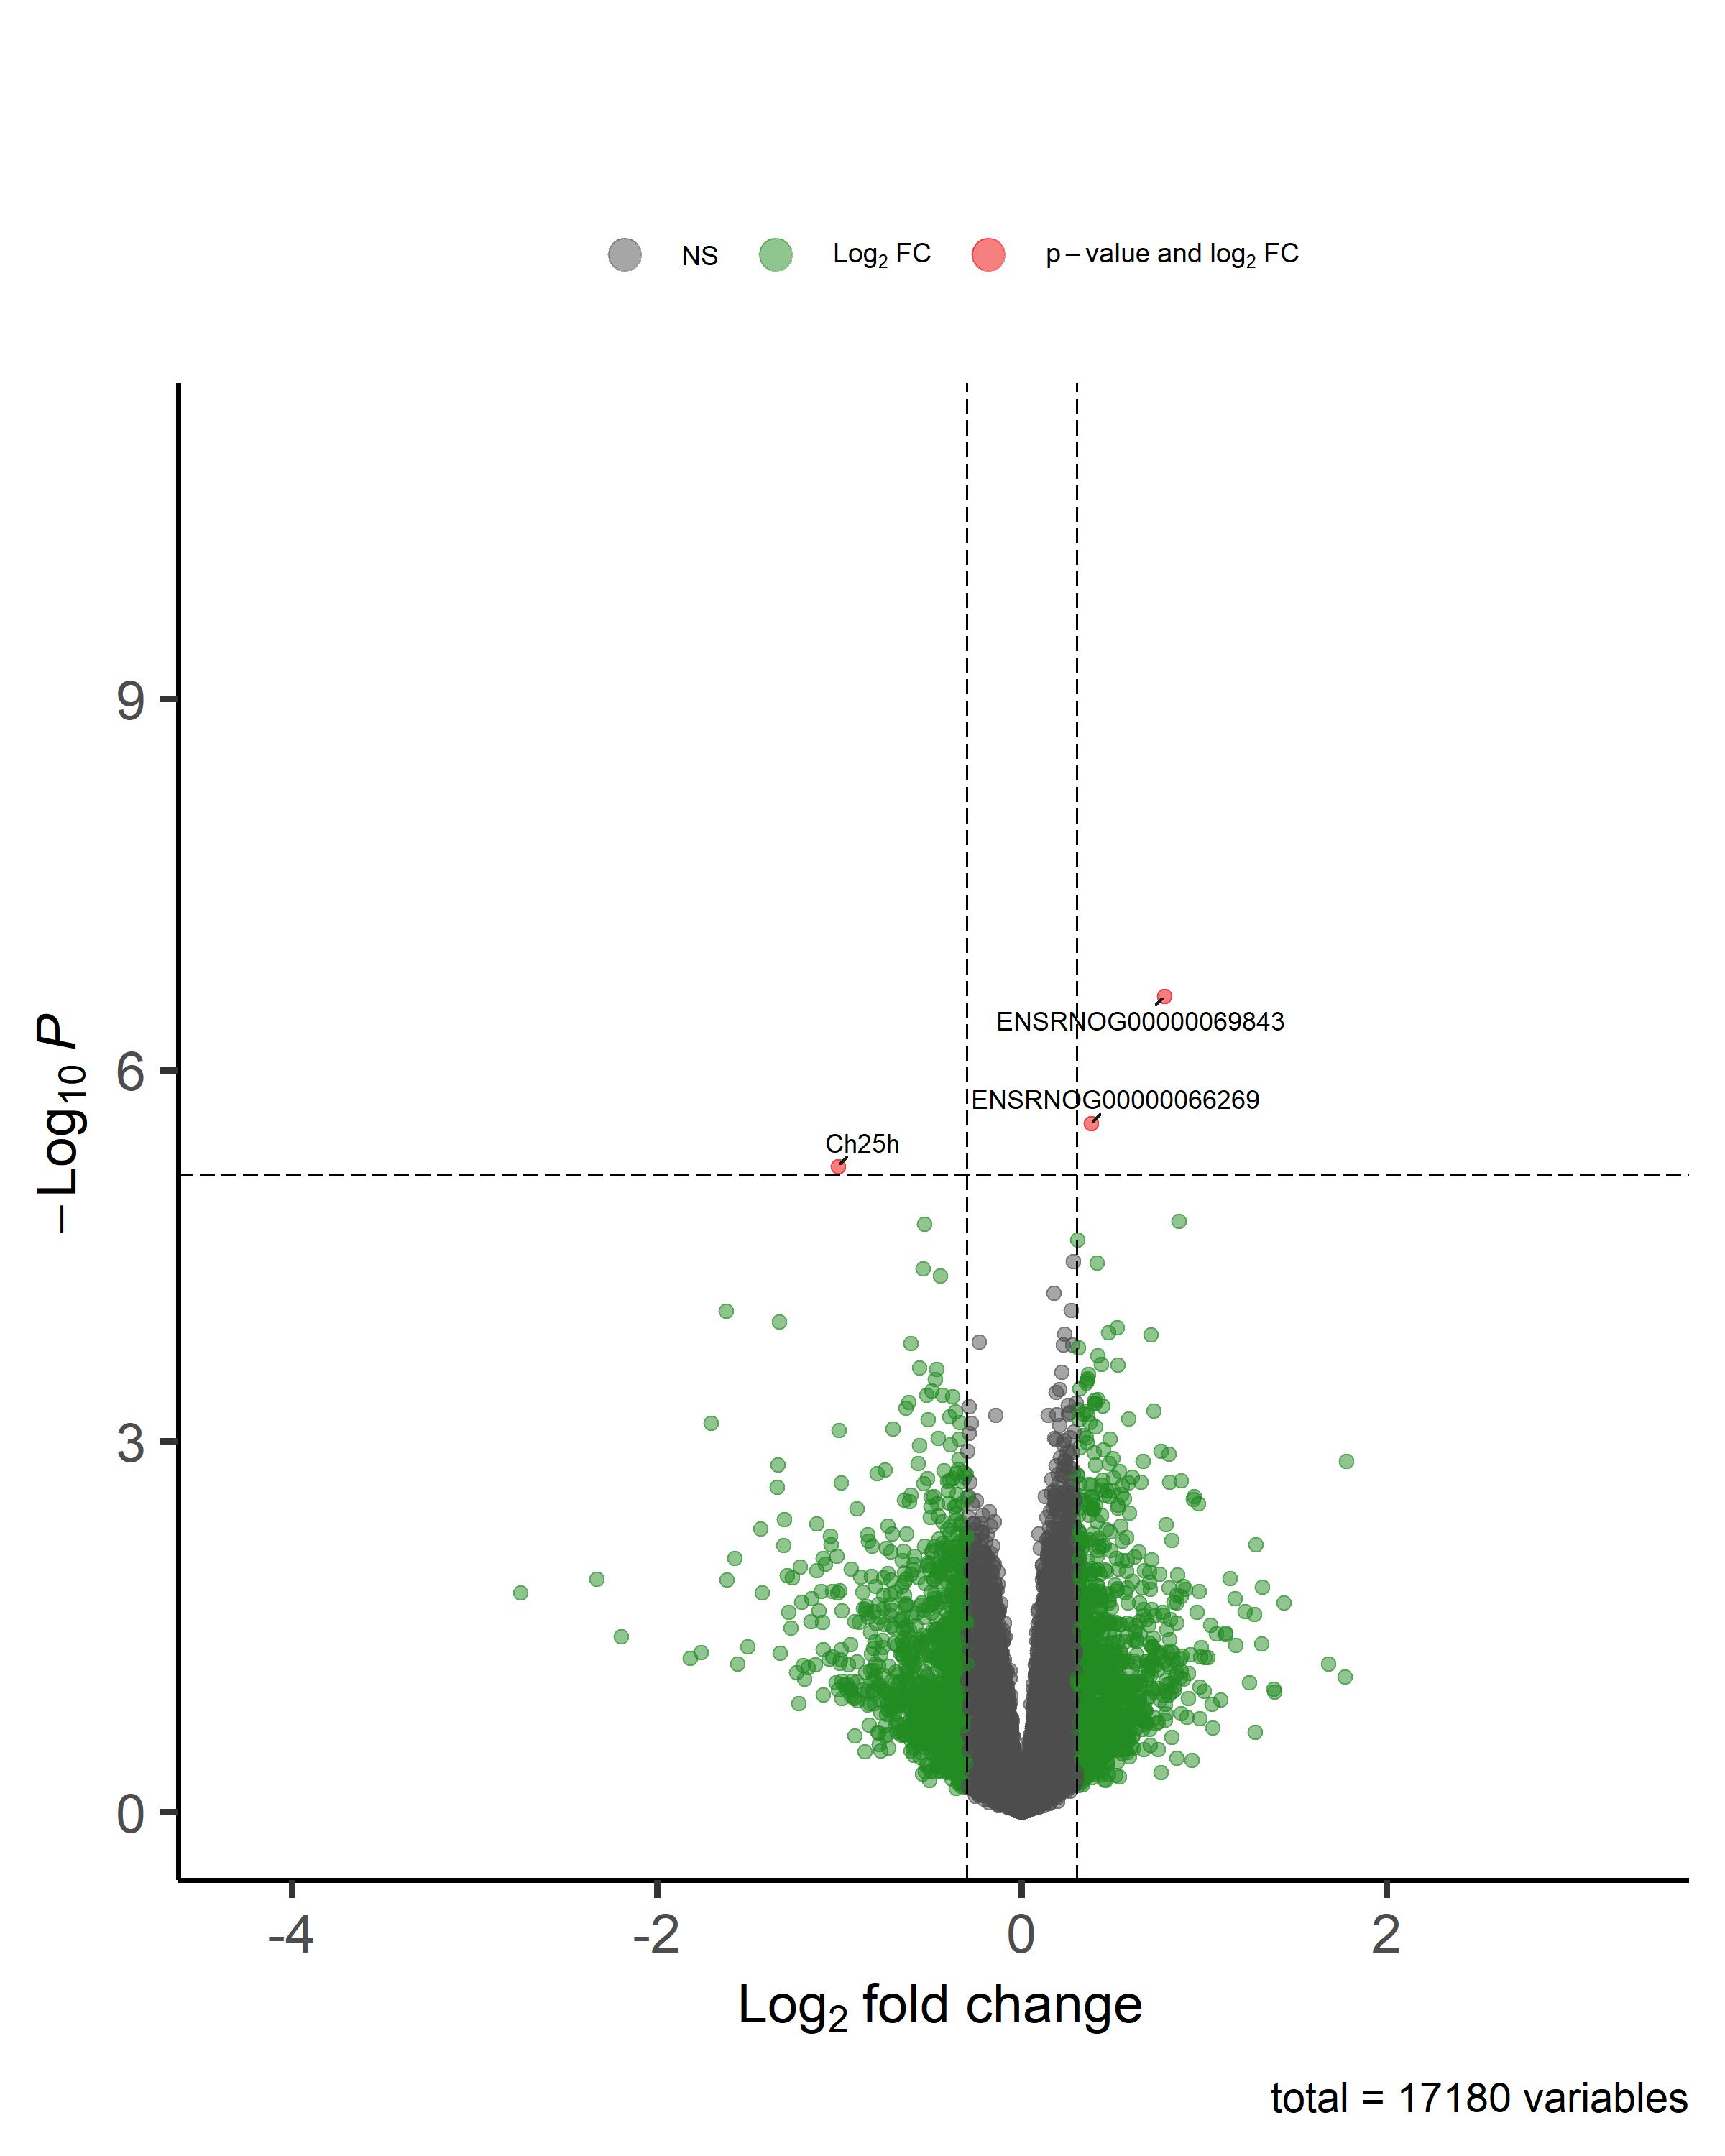 NS Log₂ FC p – value and log₂ FC
9
ENSRNOG00000069843
6
ENSRNOG00000066269
Ch25h
3
0
– Log₁₀ P
-4 -2 0 2
Log₂ fold change
total = 17180 variables